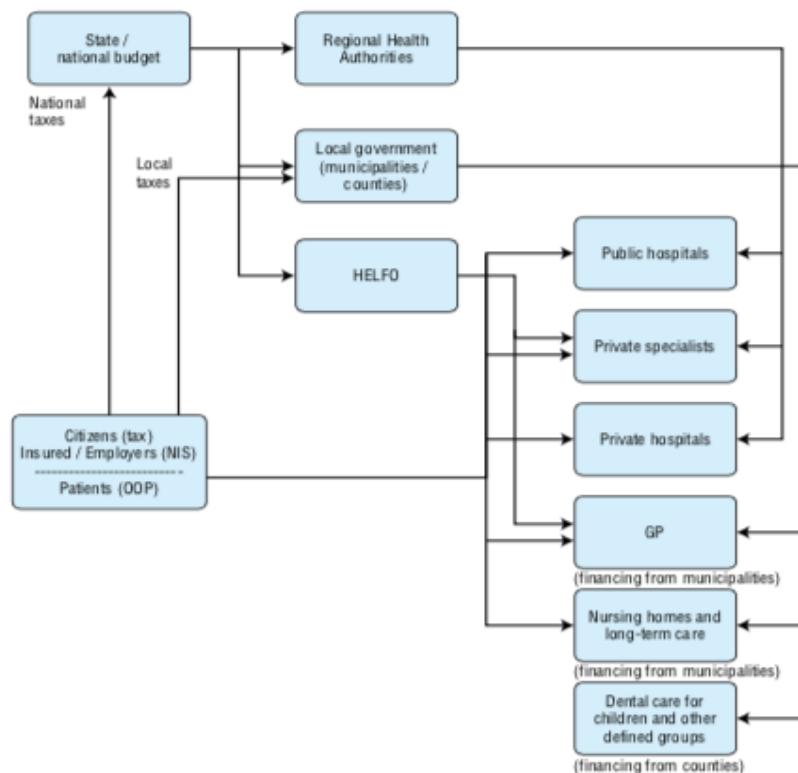 State /
national budget
Regional Health
Authorities
National
taxes
Local
taxes
Local government
(municipalities /
counties)
HELFO
Public hospitals
Private specialists
Private hospitals
Citizens (tax)
Insured / Employers (NIS)
Patients (OOP)
GP
(financing from municipalities)
Nursing homes and
long-term care
(financing from municipalities)
Dental care for
children and other
defined groups
(financing from counties)